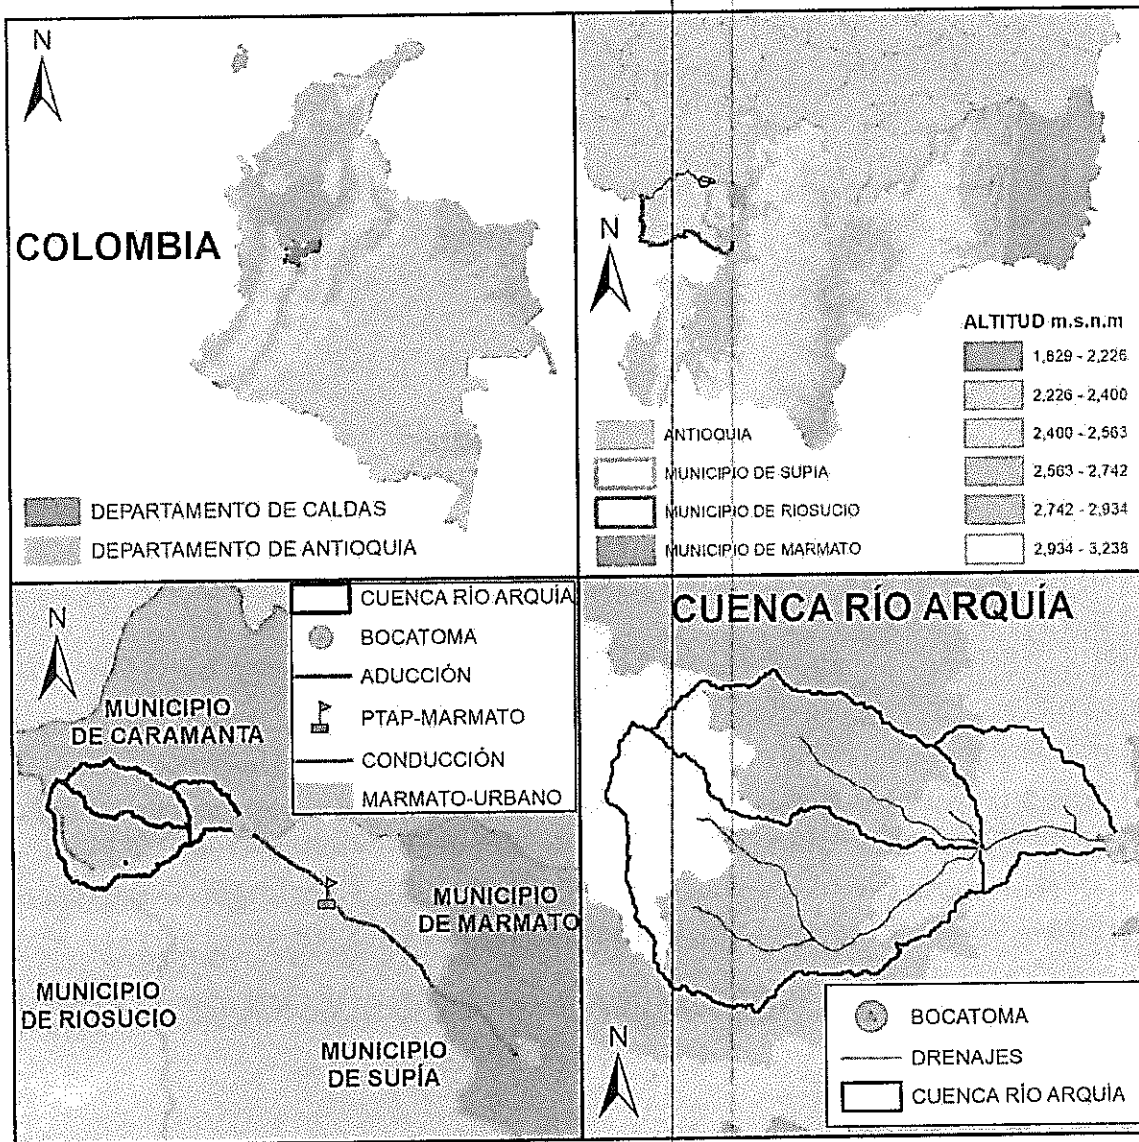 N
COLOMBIA
DEPARTAMENTO DE CALDAS
DEPARTAMENTO DE ANTIOQUIA
N
ALTITUD m.s.n.m
1,829 - 2,226
2,226 - 2,400
2,400 - 2,563
2,563 - 2,742
2,742 - 2,934
2,934 - 3,238
ANTIOQUIA
MUNICIPIO DE SUPIA
MUNICIPIO DE RIOSUCIO
MUNICIPIO DE MARMATO
N
CUENCA RÍO ARQUÍA
BOCATOMA
ADUCCIÓN
PTAP-MARMATO
CONDUCCIÓN
MARMATO-URBANO
MUNICIPIO
DE CARAMANTA
MUNICIPIO
DE MARMATO
MUNICIPIO
DE RIOSUCIO
MUNICIPIO
DE SUPÍA
CUENCA RÍO ARQUÍA
N
BOCATOMA
DRENAJES
CUENCA RÍO ARQUÍA